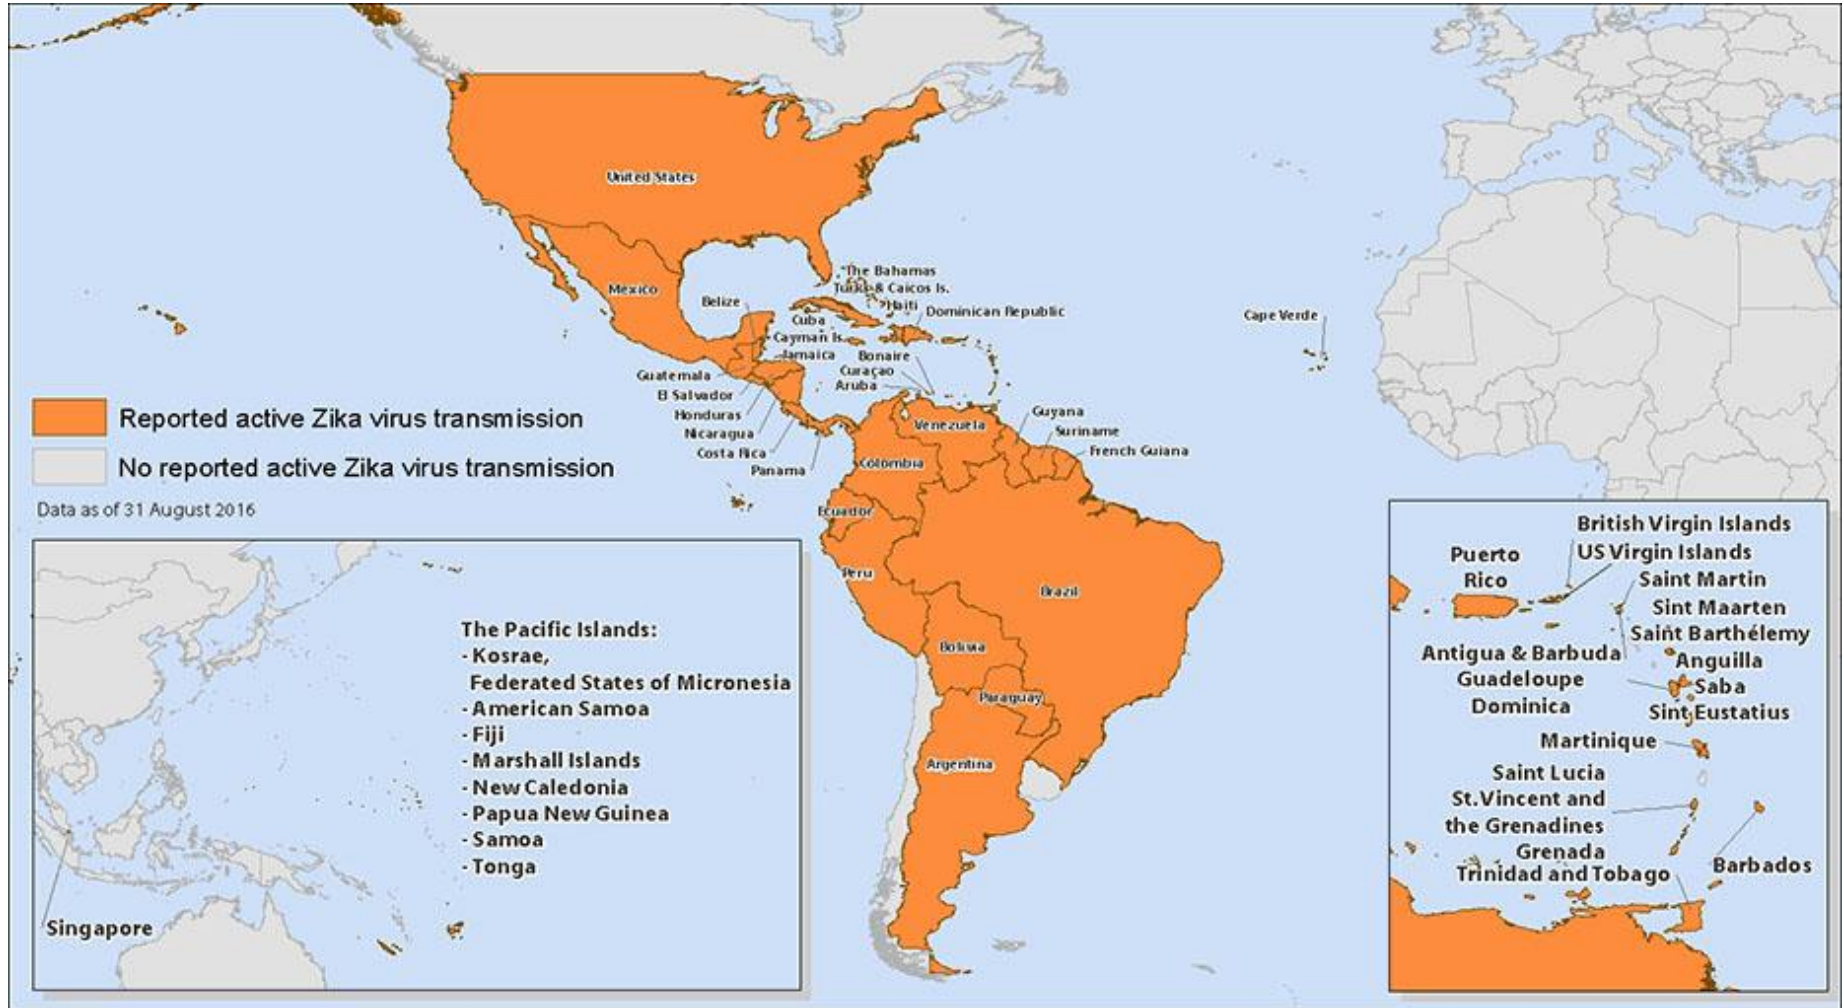 United States
Mexico
The Bahamas
Turks & Caicos Is.
Haiti
Belize
Dominican Republic
Cuba
Cayman Is.
Jamaica
Bonaire
Curaçao
Aruba
Cape Verde
Guatemala
El Salvador
Honduras
Nicaragua
Costa Rica
Panama
Guyana
Suriname
French Guiana
Venezuela
Colombia
Ecuador
Peru
Brazil
Bolivia
Paraguay
Argentina
Reported active Zika virus transmission
No reported active Zika virus transmission
Data as of 31 August 2016
The Pacific Islands:
- Kosrae,
Federated States of Micronesia
- American Samoa
- Fiji
- Marshall Islands
- New Caledonia
- Papua New Guinea
- Samoa
- Tonga
Singapore
British Virgin Islands
Puerto
Rico
US Virgin Islands
Saint Martin
Sint Maarten
Saint Barthélemy
Antigua & Barbuda
Anguilla
Guadeloupe
Saba
Dominica
Sint Eustatius
Martinique
Saint Lucia
St.Vincent and
the Grenadines
Grenada
Trinidad and Tobago
Barbados